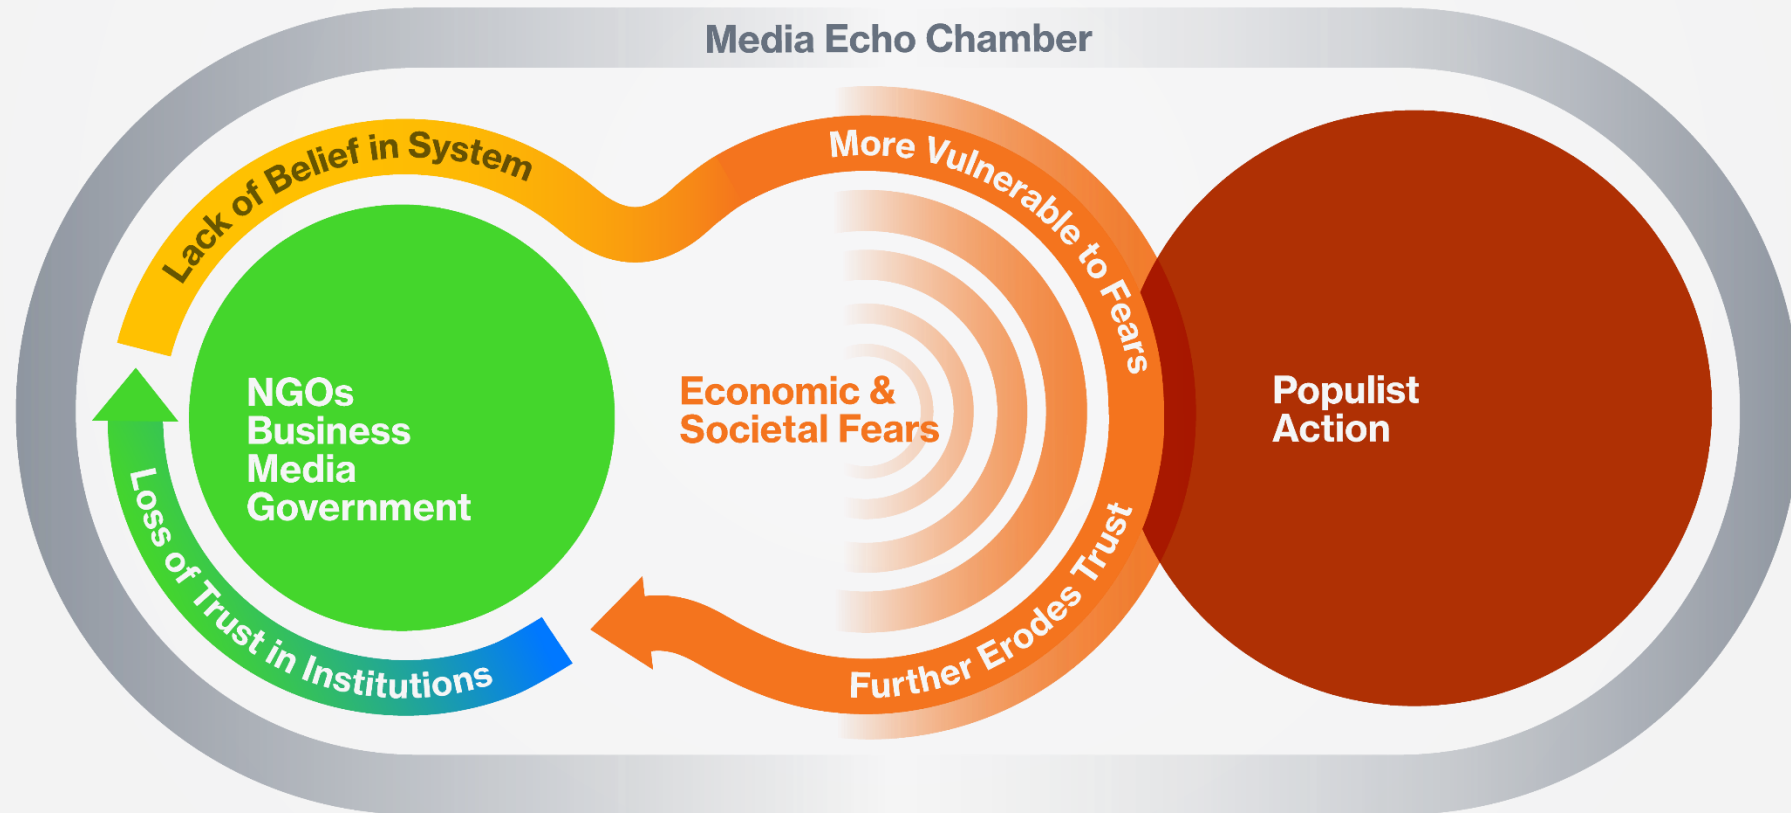 Media Echo Chamber
Lack of Belief in System
More Vulnerable to Fears
NGOs
Business
Media
Government
Economic &
Societal Fears
Populist
Action
Loss of Trust in Institutions
Further Erodes Trust